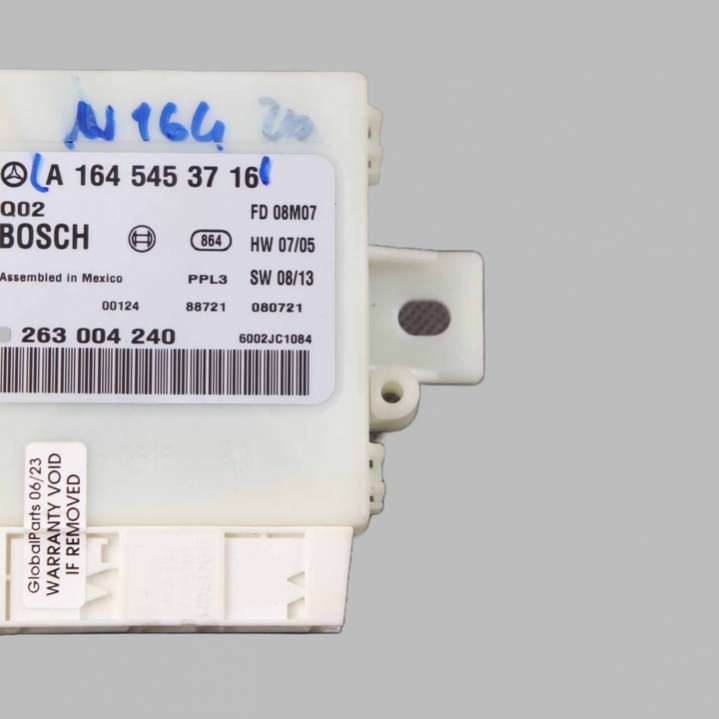 W164
A 164 545 37 16
Q02
FD 08M07
BOSCH
864
HW 07/05
Assembled in Mexico
PPL3
SW 08/13
00124 88721 080721
263 004 240
6002JC1084
GlobalParts 06/23
WARRANTY VOID
IF REMOVED